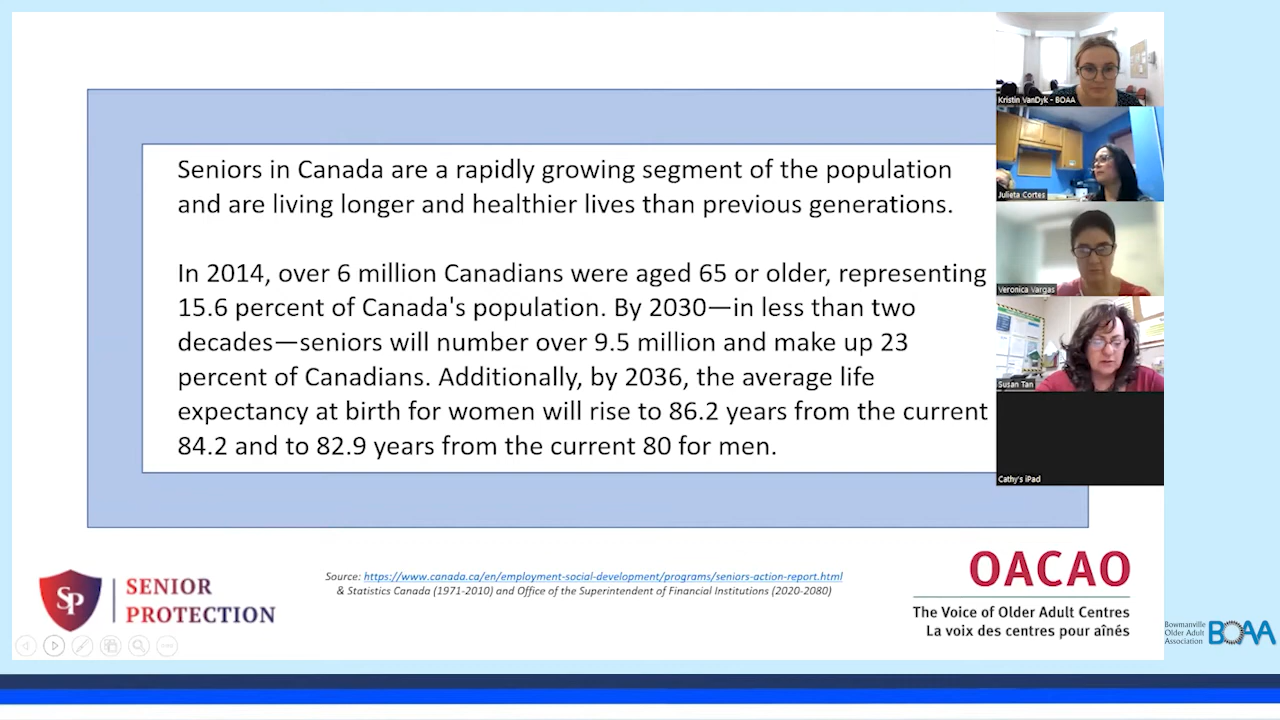 Seniors in Canada are a rapidly growing segment of the population
and are living longer and healthier lives than previous generations.
In 2014, over 6 million Canadians were aged 65 or older, representing
15.6 percent of Canada's population. By 2030—in less than two
decades—seniors will number over 9.5 million and make up 23
percent of Canadians. Additionally, by 2036, the average life
expectancy at birth for women will rise to 86.2 years from the current
84.2 and to 82.9 years from the current 80 for men.
Kristin VanDyk - BOAA
Julieta Cortes
Veronica Vargas
Susan Tan
Cathy's iPad
SP
SENIOR
PROTECTION
Source: https://www.canada.ca/en/employment-social-development/programs/seniors-action-report.html
& Statistics Canada (1971-2010) and Office of the Superintendent of Financial Institutions (2020-2080)
OACAO
The Voice of Older Adult Centres
La voix des centres pour aînés
Bowmanville
Older Adult
Association
BOAA